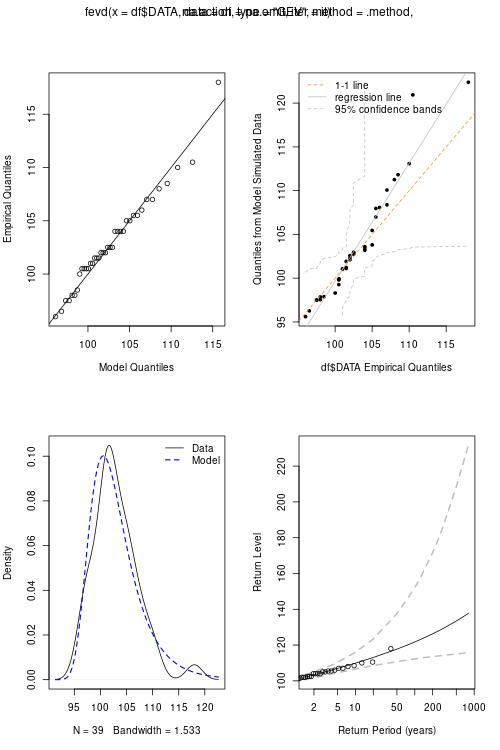 fevd(x = df$DATA,
method = .method,
115
110
105
100
Empirical Quantiles
100 105 110 115
Model Quantiles
1-1 line
regression line
95% confidence bands
120
115
110
105
100
95
Quantiles from Model Simulated Data
100 105 110 115
df$DATA Empirical Quantiles
Data
Model
0.10
0.08
0.06
0.04
0.02
0.00
Density
95 100 105 110 115 120
N = 39 Bandwidth = 1.533
220
200
180
160
140
120
100
Return Level
2 5 10 50 200 1000
Return Period (years)